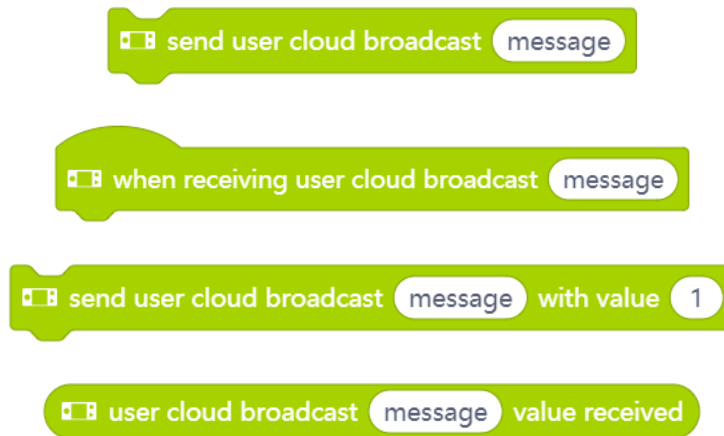 send user cloud broadcast message
when receiving user cloud broadcast message
send user cloud broadcast message with value 1
user cloud broadcast message value received